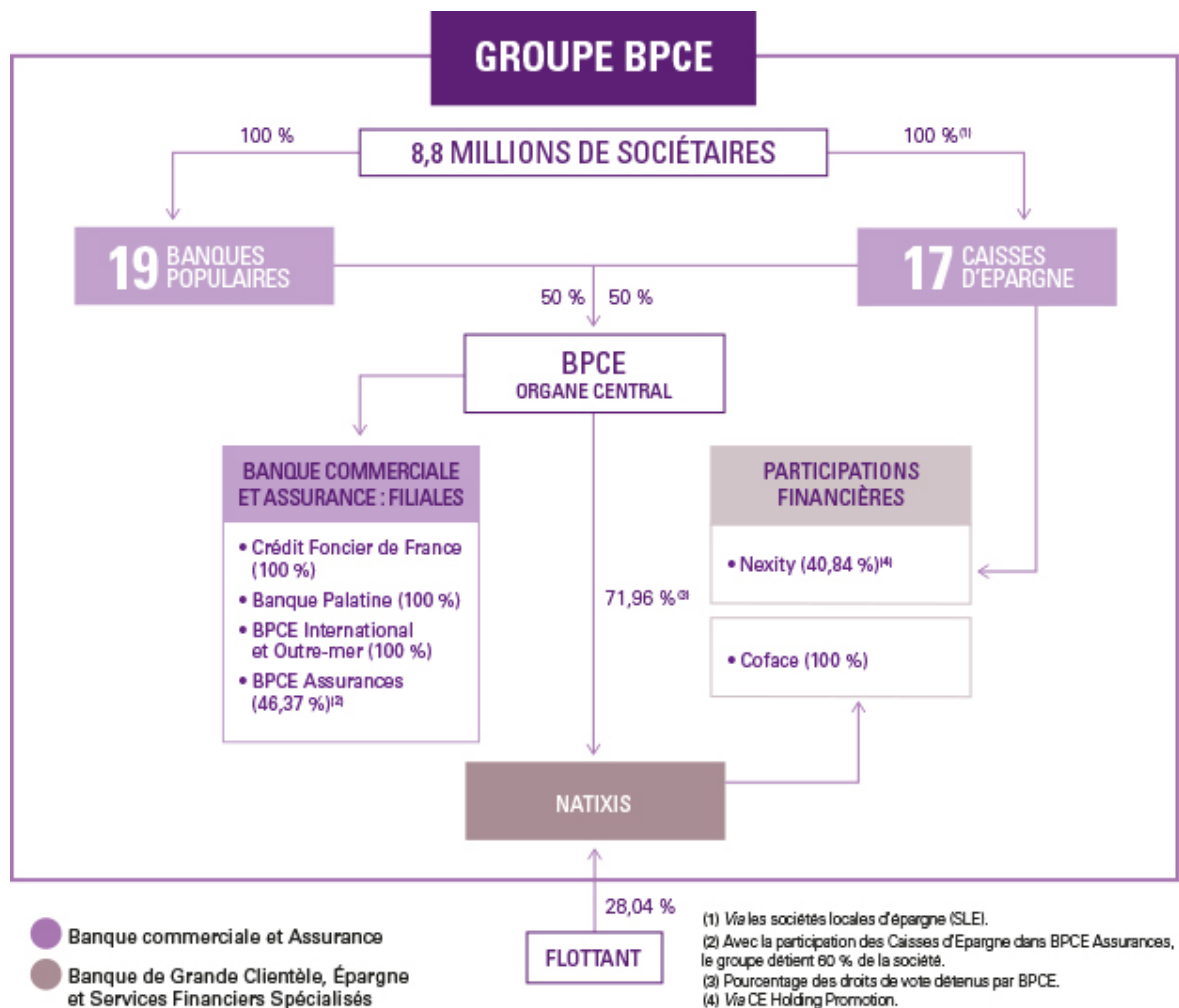 GROUPE BPCE
100 %
8,8 MILLIONS DE SOCIÉTAIRES
100 %(1)
19 BANQUES
POPULAIRES
17 CAISSES
D'EPARGNE
50 %
50 %
BPCE
ORGANE CENTRAL
BANQUE COMMERCIALE
ET ASSURANCE : FILIALES
• Crédit Foncier de France
(100 %)
• Banque Palatine (100 %)
• BPCE International
et Outre-mer (100 %)
• BPCE Assurances
(46,37 %)(2)
71,96 %(3)
PARTICIPATIONS
FINANCIÈRES
• Nexity (40,84 %)(4)
• Coface (100 %)
NATIXIS
28,04 %
FLOTTANT
Banque commerciale et Assurance
Banque de Grande Clientèle, Épargne
et Services Financiers Spécialisés
(1) Via les sociétés locales d'épargne (SLE).
(2) Avec la participation des Caisses d'Epargne dans BPCE Assurances,
le groupe détient 60 % de la société.
(3) Pourcentage des droits de vote détenus par BPCE.
(4) Via CE Holding Promotion.